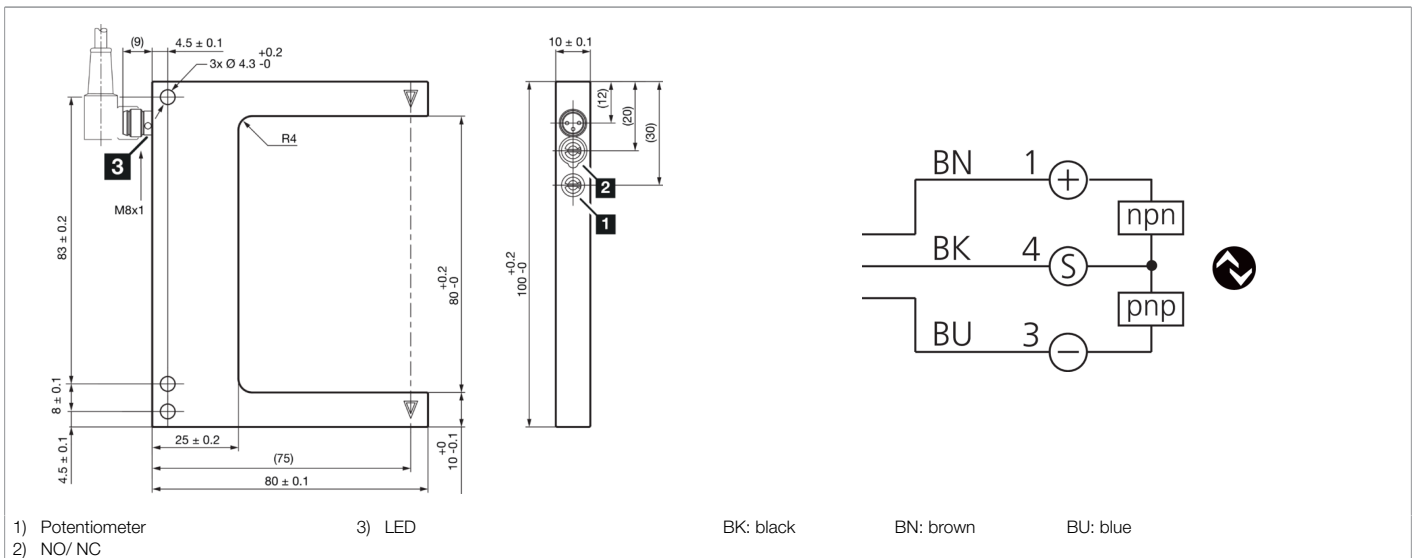 (9)
4.5 ± 0.1
3x Ø 4.3 +0.2 -0
R4
3
M8x1
83 ± 0.2
8 ± 0.1
4.5 ± 0.1
25 ± 0.2
(75)
80 ± 0.1
80 +0.2 -0
10 +0 -0.1
10 ± 0.1
(12)
(20)
(30)
2
1
100 +0.2 -0
BN 1 +
npn
BK 4 S
pnp
BU 3 −
1) Potentiometer 3) LED BK: black BN: brown BU: blue
2) NO/ NC